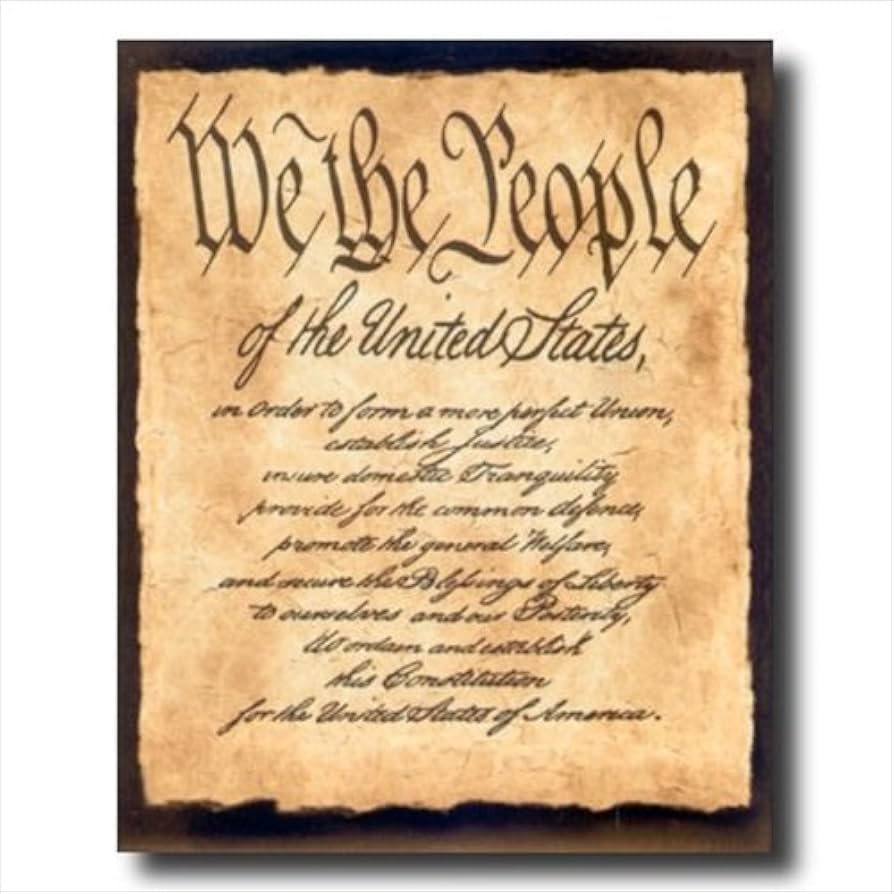 We the People
of the United States,
in Order to form a more perfect Union,
establish Justice,
insure domestic Tranquility
provide for the common defence,
promote the general Welfare,
and secure the Blessings of Liberty
to ourselves and our Posterity,
do ordain and establish
this Constitution
for the United States of America.